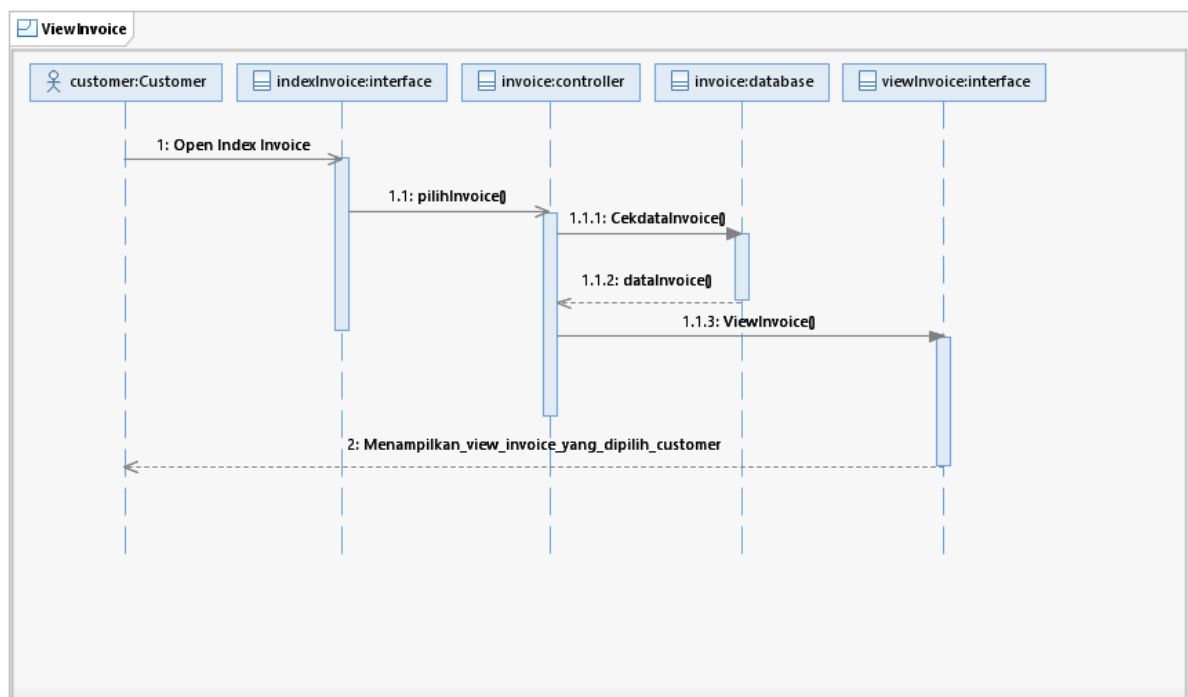 ViewInvoice
customer:Customer
indexInvoice:interface
invoice:controller
invoice:database
viewInvoice:interface
1: Open Index Invoice
1.1: pilihInvoice()
1.1.1: CekdataInvoice()
1.1.2: dataInvoice()
1.1.3: ViewInvoice()
2: Menampilkan_view_invoice_yang_dipilih_customer